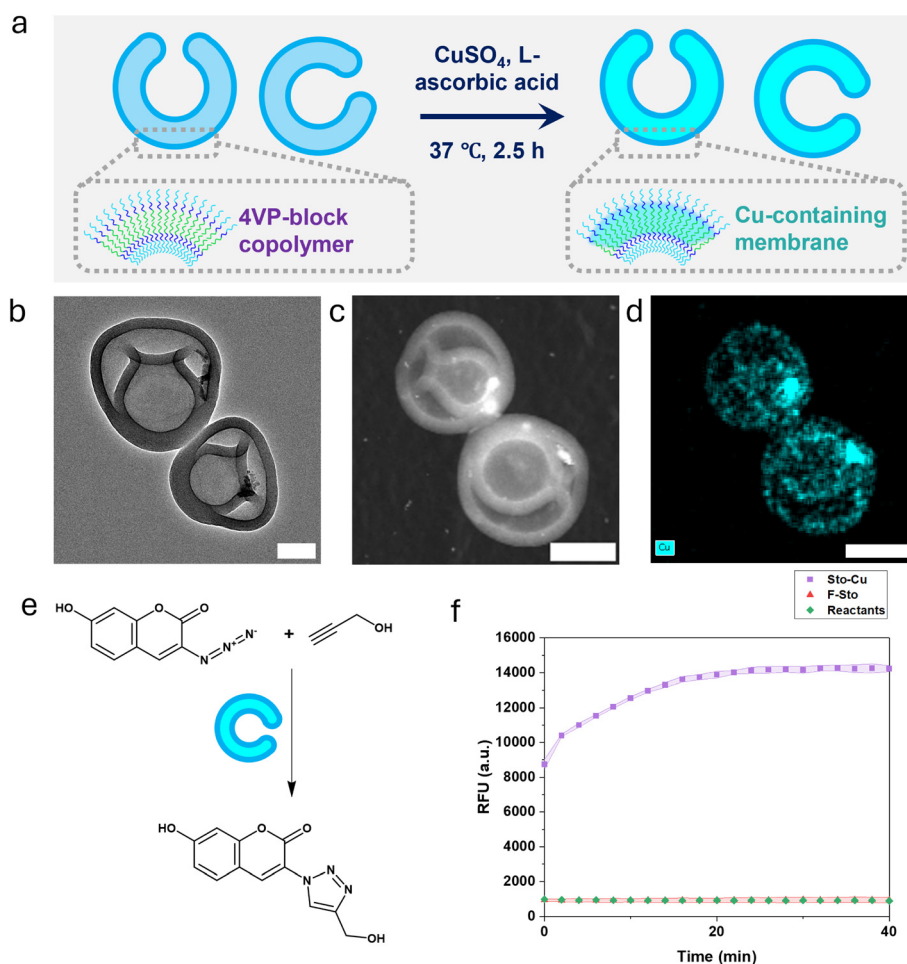 a
CuSO₄, L-
ascorbic acid
37 ℃, 2.5 h
4VP-block
copolymer
Cu-containing
membrane
b
c
d
Cu
e
HO
O
O
N
N⁺
N⁻
+
OH
HO
O
O
N
N
N
OH
f
Sto-Cu
F-Sto
Reactants
16000
14000
12000
10000
8000
6000
4000
2000
0
RFU (a.u.)
0
20
40
Time (min)